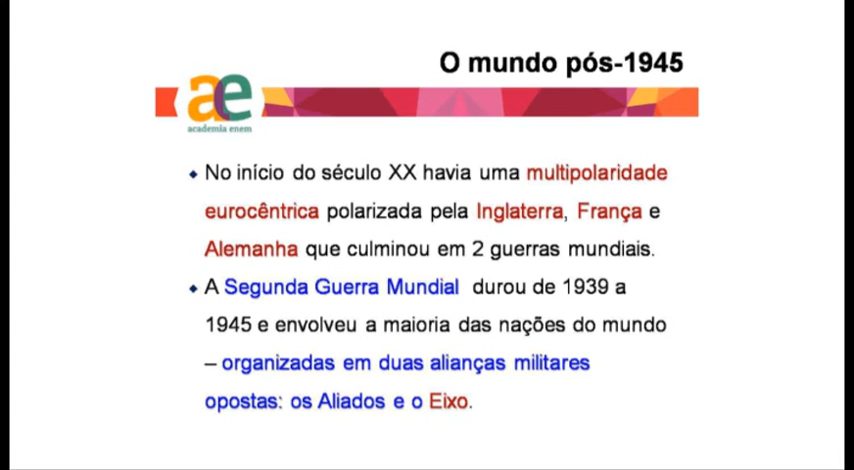 O mundo pós-1945
ae
academia enem
No início do século XX havia uma multipolaridade
eurocêntrica polarizada pela Inglaterra, França e
Alemanha que culminou em 2 guerras mundiais.
A Segunda Guerra Mundial durou de 1939 a
1945 e envolveu a maioria das nações do mundo
– organizadas em duas alianças militares
opostas: os Aliados e o Eixo.